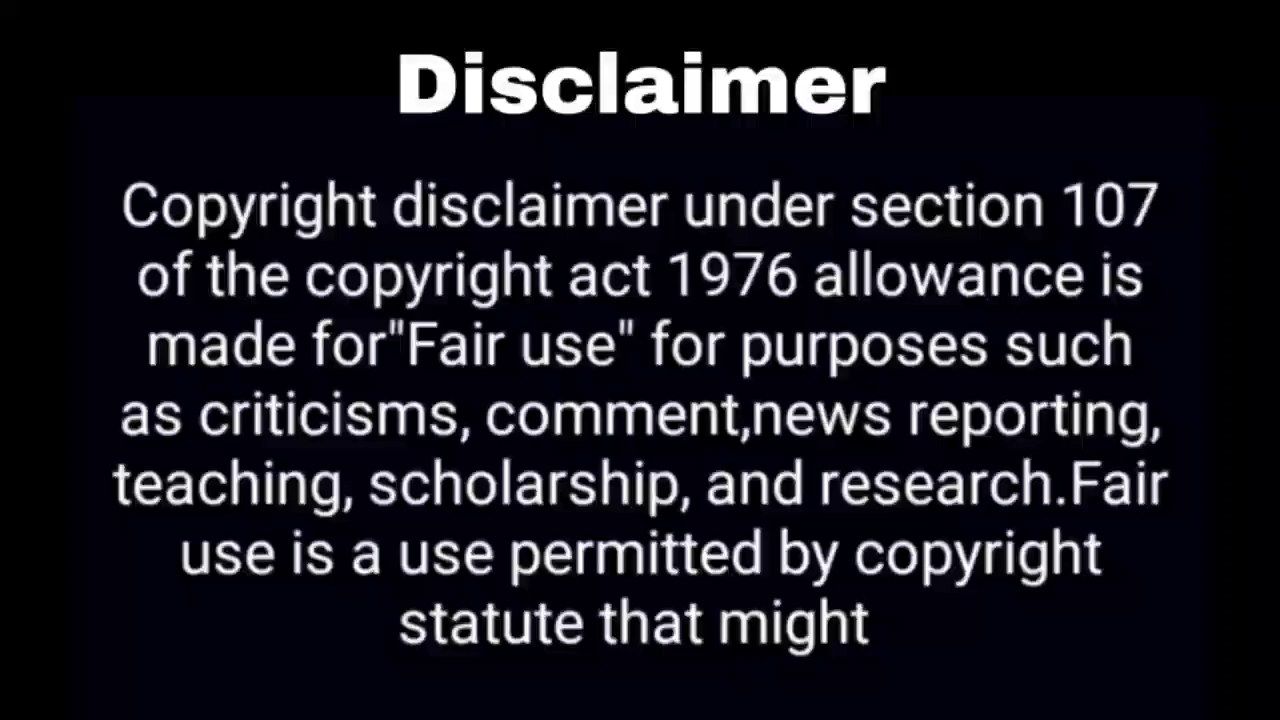 Disclaimer
Copyright disclaimer under section 107
of the copyright act 1976 allowance is
made for"Fair use" for purposes such
as criticisms, comment,news reporting,
teaching, scholarship, and research.Fair
use is a use permitted by copyright
statute that might